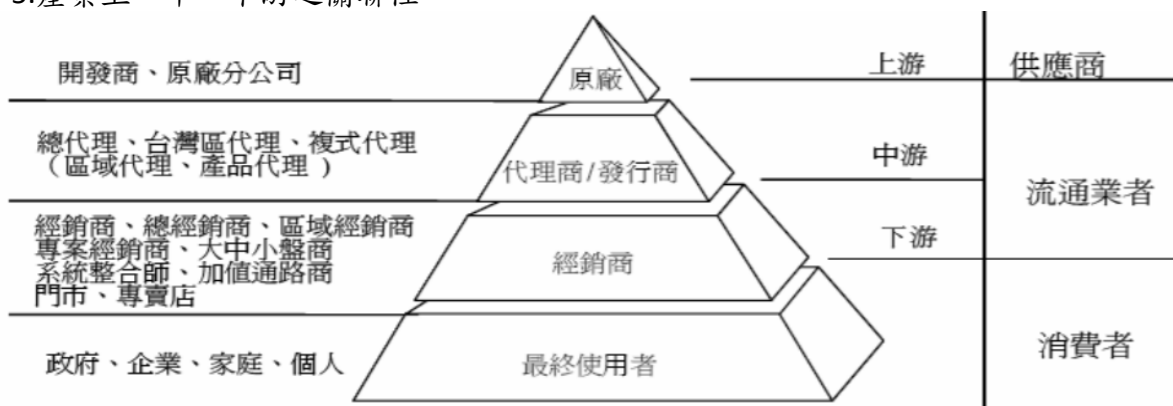 開發商、原廠分公司
原廠
上游
供應商
總代理、台灣區代理、複式代理
（區域代理、產品代理 ）
代理商/發行商
中游
流通業者
經銷商、總經銷商、區域經銷商
專案經銷商、大中小盤商
系統整合師、加值通路商
門市、專賣店
經銷商
下游
政府、企業、家庭、個人
最終使用者
消費者